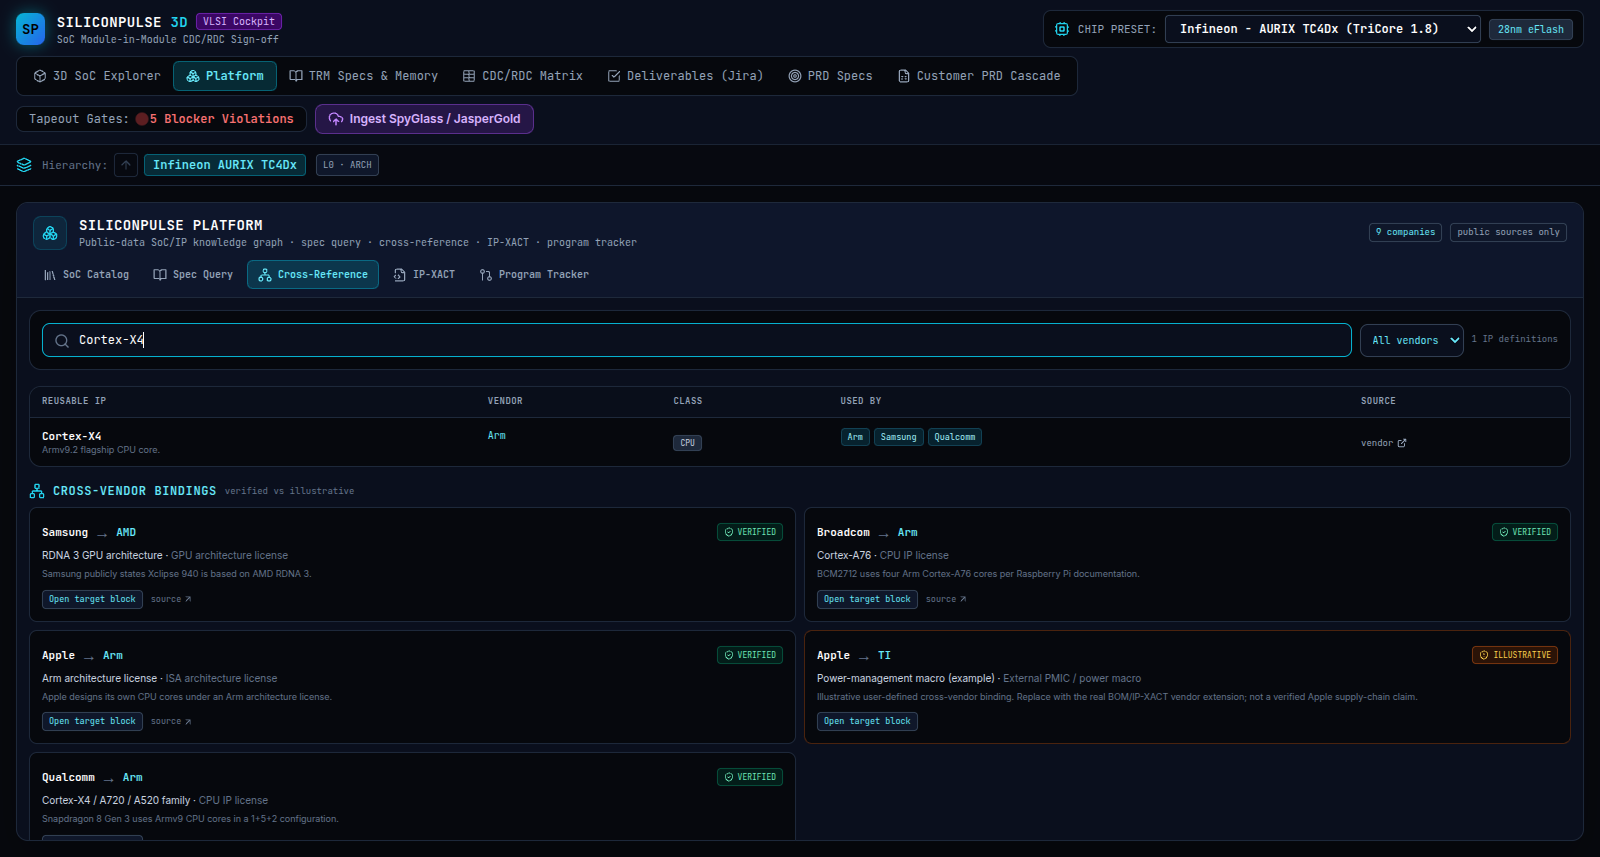 SP
SILICONPULSE 3D VLSI Cockpit
SoC Module-in-Module CDC/RDC Sign-off
CHIP PRESET: Infineon - AURIX TC4Dx (TriCore 1.8) 28nm eFlash
3D SoC Explorer Platform TRM Specs & Memory CDC/RDC Matrix Deliverables (Jira) PRD Specs Customer PRD Cascade
Tapeout Gates: 5 Blocker Violations Ingest SpyGlass / JasperGold
Hierarchy: ↑ Infineon AURIX TC4Dx L0 · ARCH
SILICONPULSE PLATFORM
Public-data SoC/IP knowledge graph · spec query · cross-reference · IP-XACT · program tracker
9 companies public sources only
SoC Catalog Spec Query Cross-Reference IP-XACT Program Tracker
Cortex-X4 All vendors 1 IP definitions
REUSABLE IP VENDOR CLASS USED BY SOURCE
Cortex-X4 Arm CPU Arm Samsung Qualcomm vendor
Armv9.2 flagship CPU core.
CROSS-VENDOR BINDINGS verified vs illustrative
Samsung → AMD VERIFIED
RDNA 3 GPU architecture · GPU architecture license
Samsung publicly states Xclipse 940 is based on AMD RDNA 3.
Open target block source ↗
Broadcom → Arm VERIFIED
Cortex-A76 · CPU IP license
BCM2712 uses four Arm Cortex-A76 cores per Raspberry Pi documentation.
Open target block source ↗
Apple → Arm VERIFIED
Arm architecture license · ISA architecture license
Apple designs its own CPU cores under an Arm architecture license.
Open target block source ↗
Apple → TI ILLUSTRATIVE
Power-management macro (example) · External PMIC / power macro
Illustrative user-defined cross-vendor binding. Replace with the real BOM/IP-XACT vendor extension; not a verified Apple supply-chain claim.
Open target block
Qualcomm → Arm VERIFIED
Cortex-X4 / A720 / A520 family · CPU IP license
Snapdragon 8 Gen 3 uses Armv9 CPU cores in a 1+5+2 configuration.